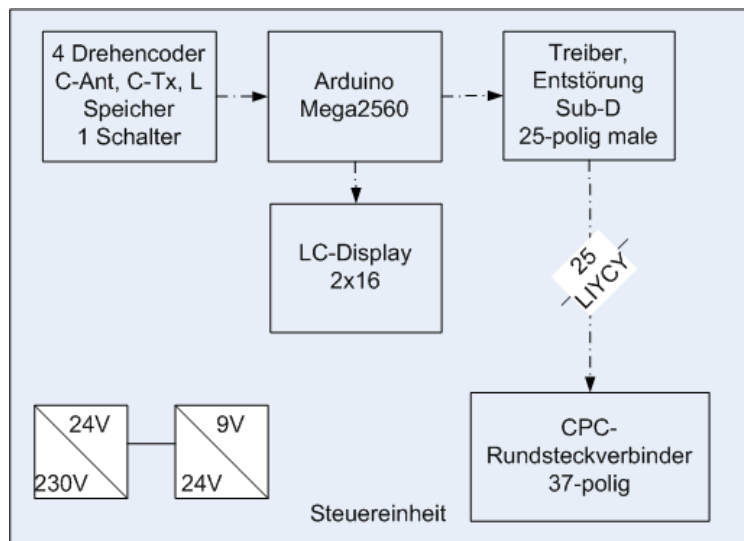 4 Drehencoder
C-Ant, C-Tx, L
Speicher
1 Schalter
Arduino
Mega2560
Treiber,
Entstörung
Sub-D
25-polig male
LC-Display
2x16
25
LIYCY
24V
230V
9V
24V
CPC-
Rundsteckverbinder
37-polig
Steuereinheit